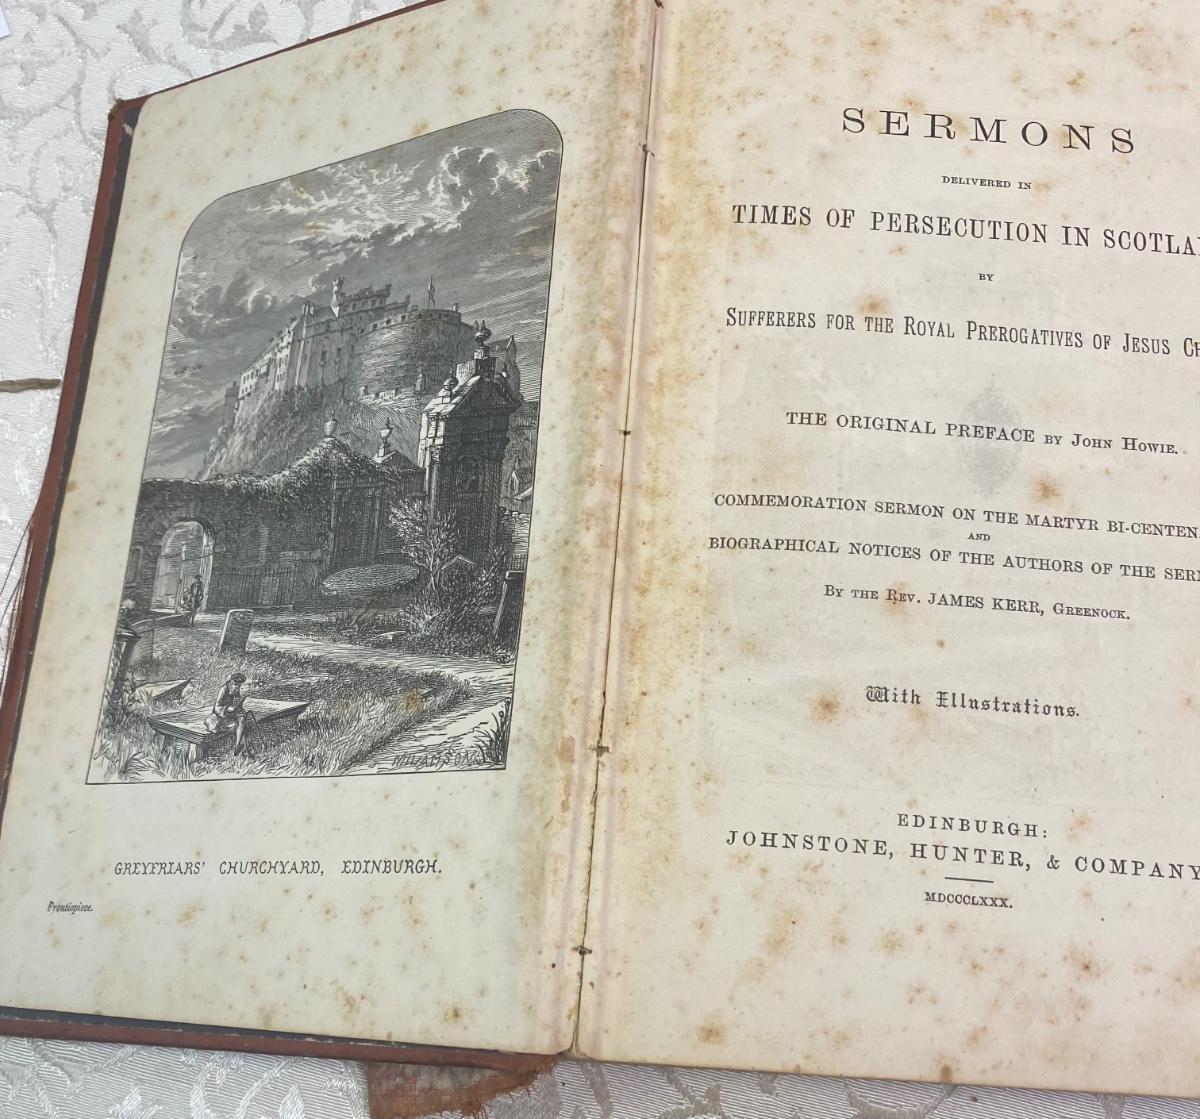 GREYFRIARS' CHURCHYARD, EDINBURGH.
Frontispiece.
SERMONS
DELIVERED IN
TIMES OF PERSECUTION IN SCOTLA
BY
SUFFERERS FOR THE ROYAL PREROGATIVES OF JESUS CH
THE ORIGINAL PREFACE BY JOHN HOWIE.
COMMEMORATION SERMON ON THE MARTYR BI-CENTEN
AND
BIOGRAPHICAL NOTICES OF THE AUTHORS OF THE SER
BY THE REV. JAMES KERR, GREENOCK.
With Illustrations.
EDINBURGH:
JOHNSTONE, HUNTER, & COMPANY
MDCCCLXXX.